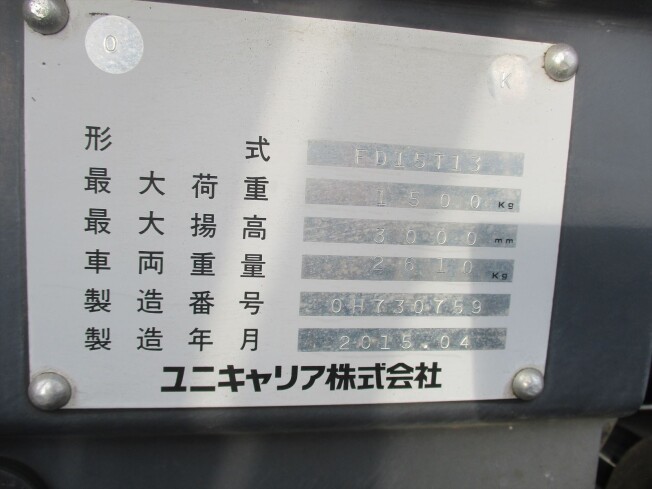 O K
形式 FD15T13
最大荷重 1500 Kg
最大揚高 3000 mm
車両重量 2610 Kg
製造番号 0H730759
製造年月 2015.04
ユニキャリア株式会社